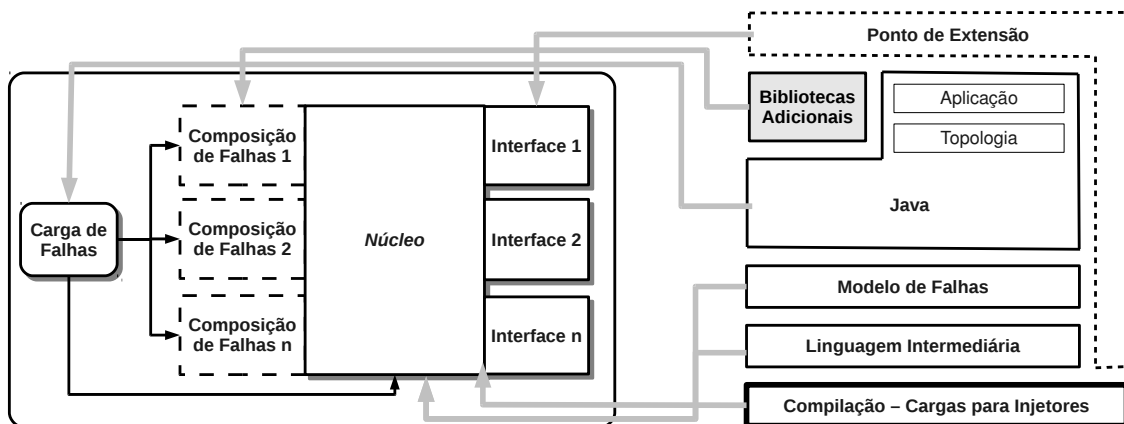 Ponto de Extensão
Bibliotecas
Adicionais
Aplicação
Topologia
Java
Composição
de Falhas 1
Interface 1
Carga de
Falhas
Composição
de Falhas 2
Núcleo
Interface 2
Composição
de Falhas n
Interface n
Modelo de Falhas
Linguagem Intermediária
Compilação – Cargas para Injetores